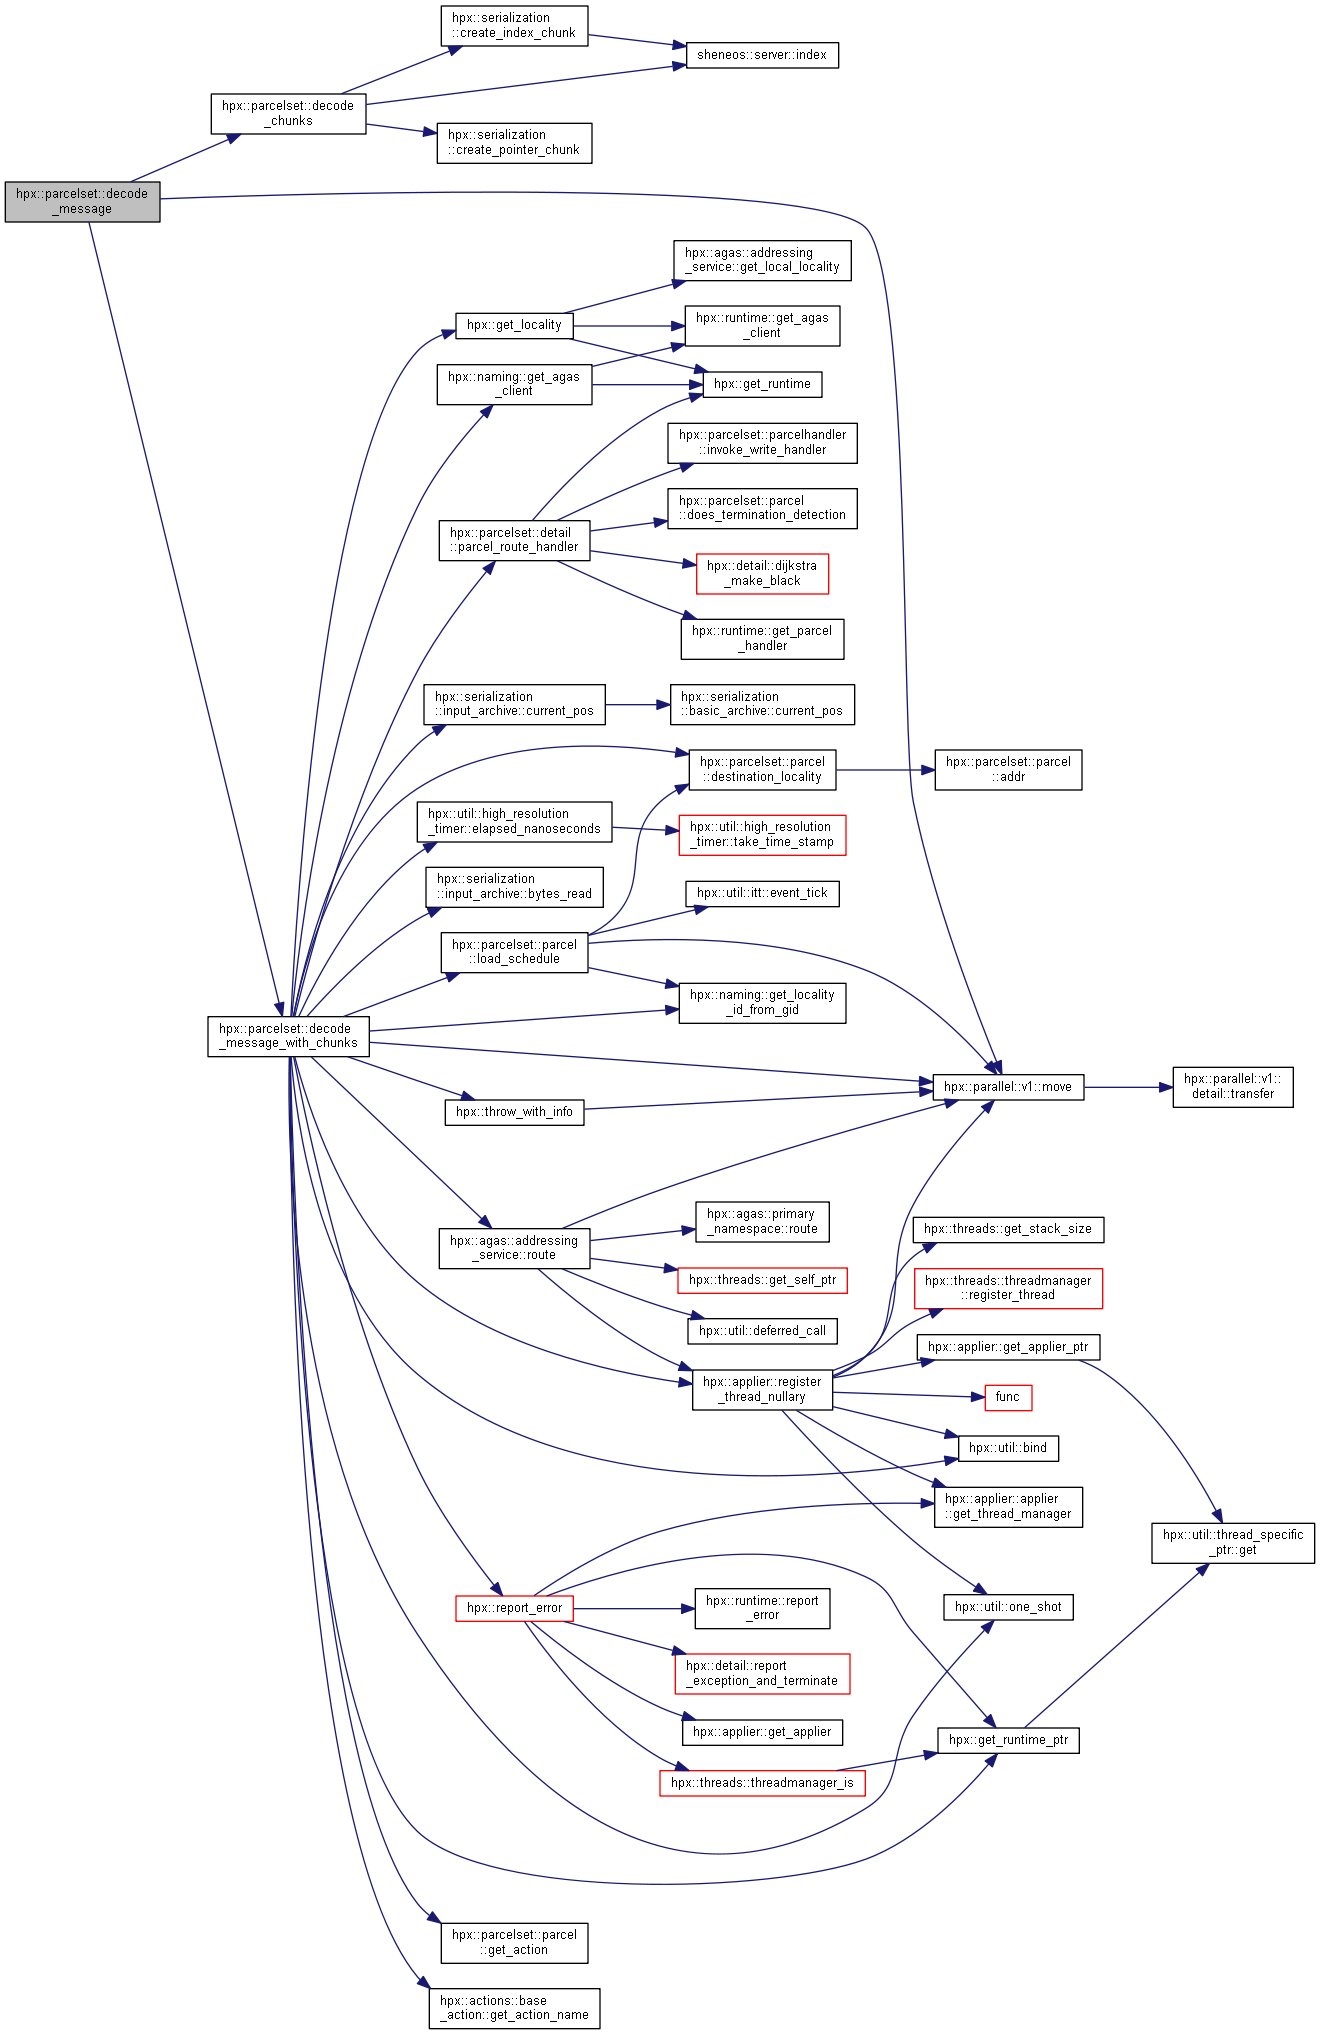 hpx::serialization
::create_index_chunk
sheneos::server::index
hpx::parcelset::decode
_chunks
hpx::serialization
::create_pointer_chunk
hpx::parcelset::decode
_message
hpx::agas::addressing
_service::get_local_locality
hpx::get_locality
hpx::runtime::get_agas
_client
hpx::naming::get_agas
_client
hpx::get_runtime
hpx::parcelset::parcelhandler
::invoke_write_handler
hpx::parcelset::parcel
::does_termination_detection
hpx::parcelset::detail
::parcel_route_handler
hpx::detail::dijkstra
_make_black
hpx::runtime::get_parcel
_handler
hpx::serialization
::input_archive::current_pos
hpx::serialization
::basic_archive::current_pos
hpx::parcelset::parcel
::destination_locality
hpx::parcelset::parcel
::addr
hpx::util::high_resolution
_timer::elapsed_nanoseconds
hpx::util::high_resolution
_timer::take_time_stamp
hpx::serialization
::input_archive::bytes_read
hpx::util::itt::event_tick
hpx::parcelset::parcel
::load_schedule
hpx::naming::get_locality
_id_from_gid
hpx::parcelset::decode
_message_with_chunks
hpx::parallel::v1::move
hpx::parallel::v1::
detail::transfer
hpx::throw_with_info
hpx::agas::primary
_namespace::route
hpx::threads::get_stack_size
hpx::agas::addressing
_service::route
hpx::threads::get_self_ptr
hpx::threads::threadmanager
::register_thread
hpx::util::deferred_call
hpx::applier::get_applier_ptr
hpx::applier::register
_thread_nullary
func
hpx::util::bind
hpx::applier::applier
::get_thread_manager
hpx::util::thread_specific
_ptr::get
hpx::report_error
hpx::runtime::report
_error
hpx::util::one_shot
hpx::detail::report
_exception_and_terminate
hpx::applier::get_applier
hpx::get_runtime_ptr
hpx::threads::threadmanager_is
hpx::parcelset::parcel
::get_action
hpx::actions::base
_action::get_action_name